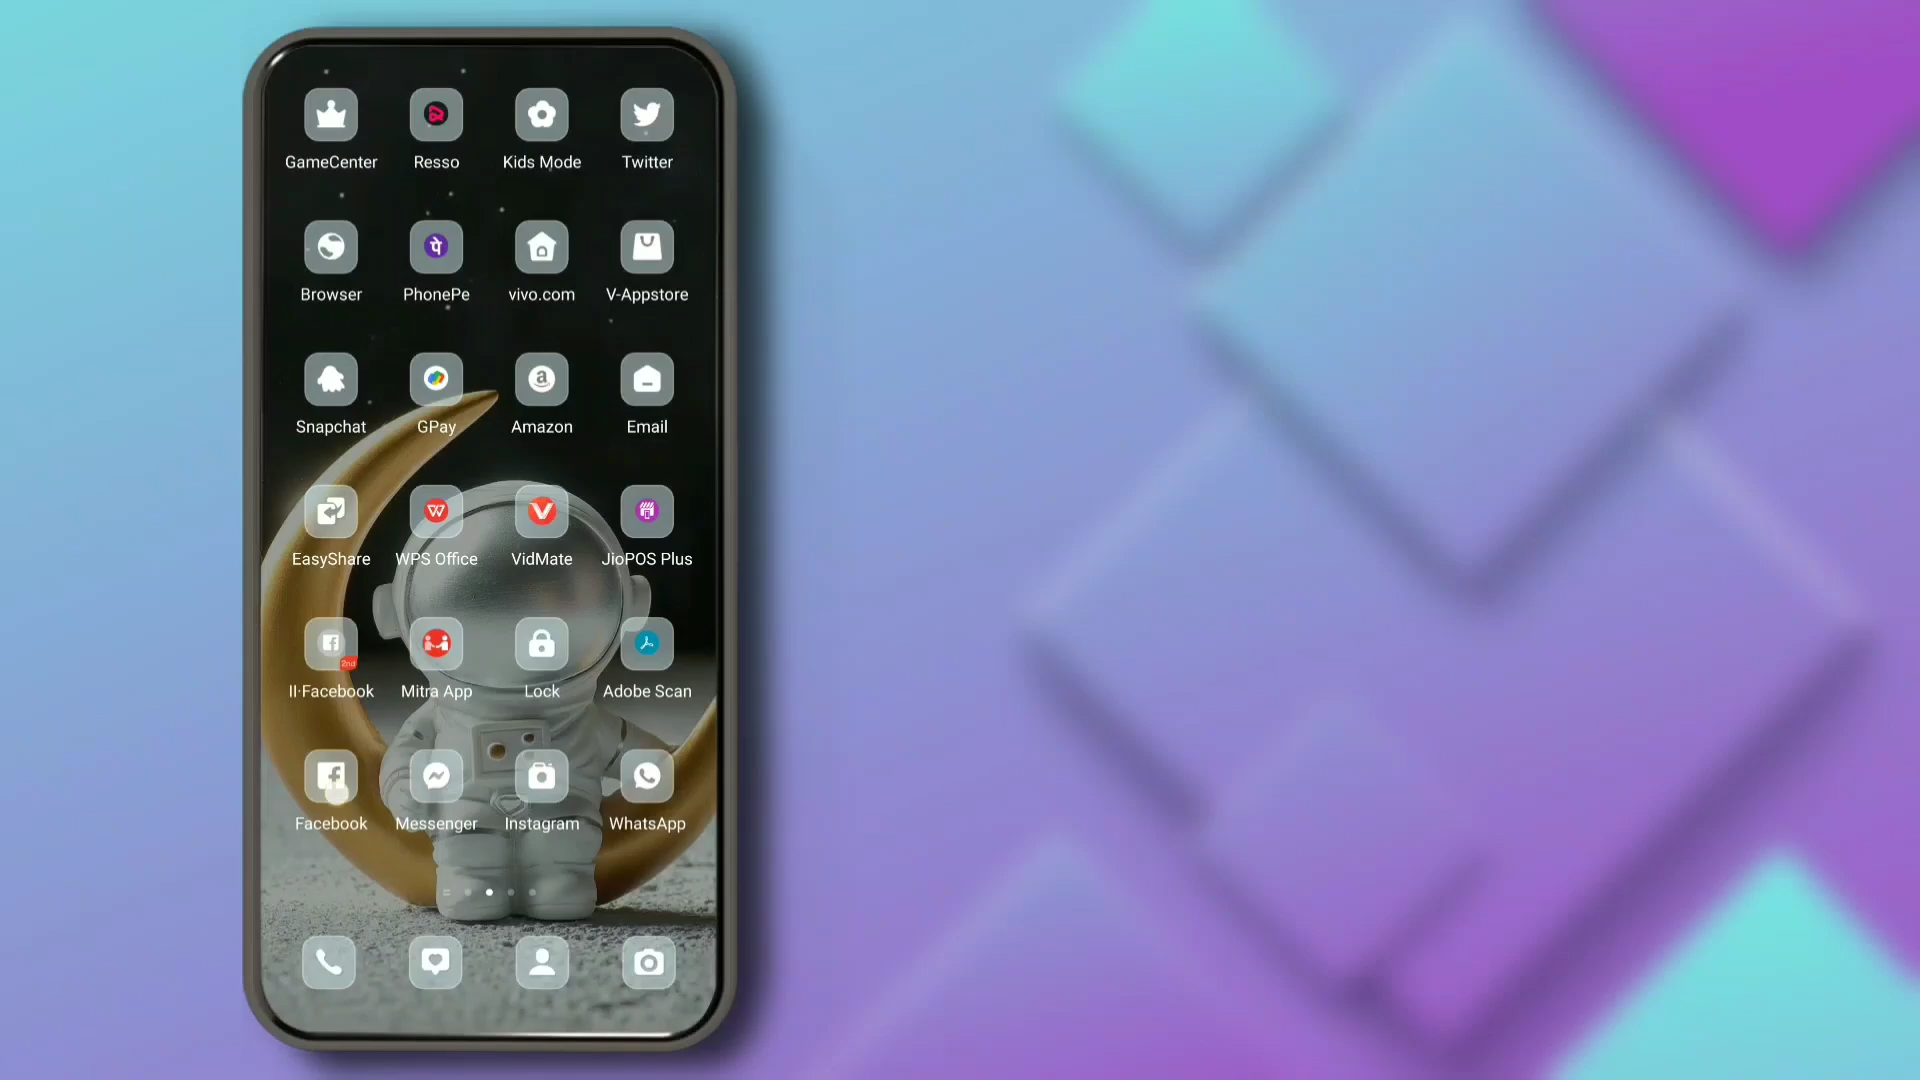 GameCenter
Resso
Kids Mode
Twitter
Browser
पे
PhonePe
vivo.com
V-Appstore
Snapchat
GPay
Amazon
Email
EasyShare
WPS Office
VidMate
JioPOS Plus
2nd
II·Facebook
Mitra App
Lock
Adobe Scan
Facebook
Messenger
Instagram
WhatsApp